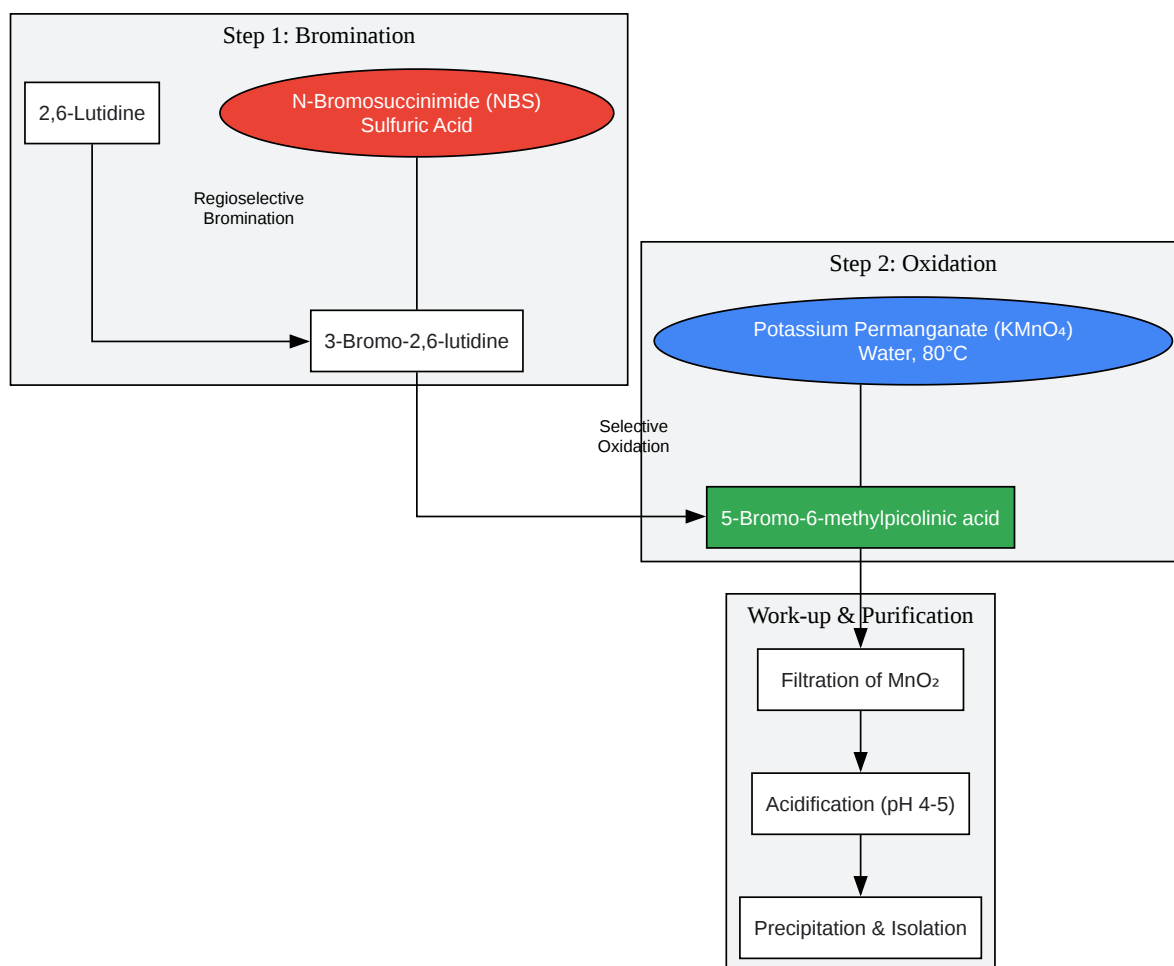 Step 1: Bromination
2,6-Lutidine
N-Bromosuccinimide (NBS)
Sulfuric Acid
Regioselective
Bromination
3-Bromo-2,6-lutidine
Step 2: Oxidation
Potassium Permanganate (KMnO₄)
Water, 80°C
Selective
Oxidation
5-Bromo-6-methylpicolinic acid
Work-up & Purification
Filtration of MnO₂
Acidification (pH 4-5)
Precipitation & Isolation